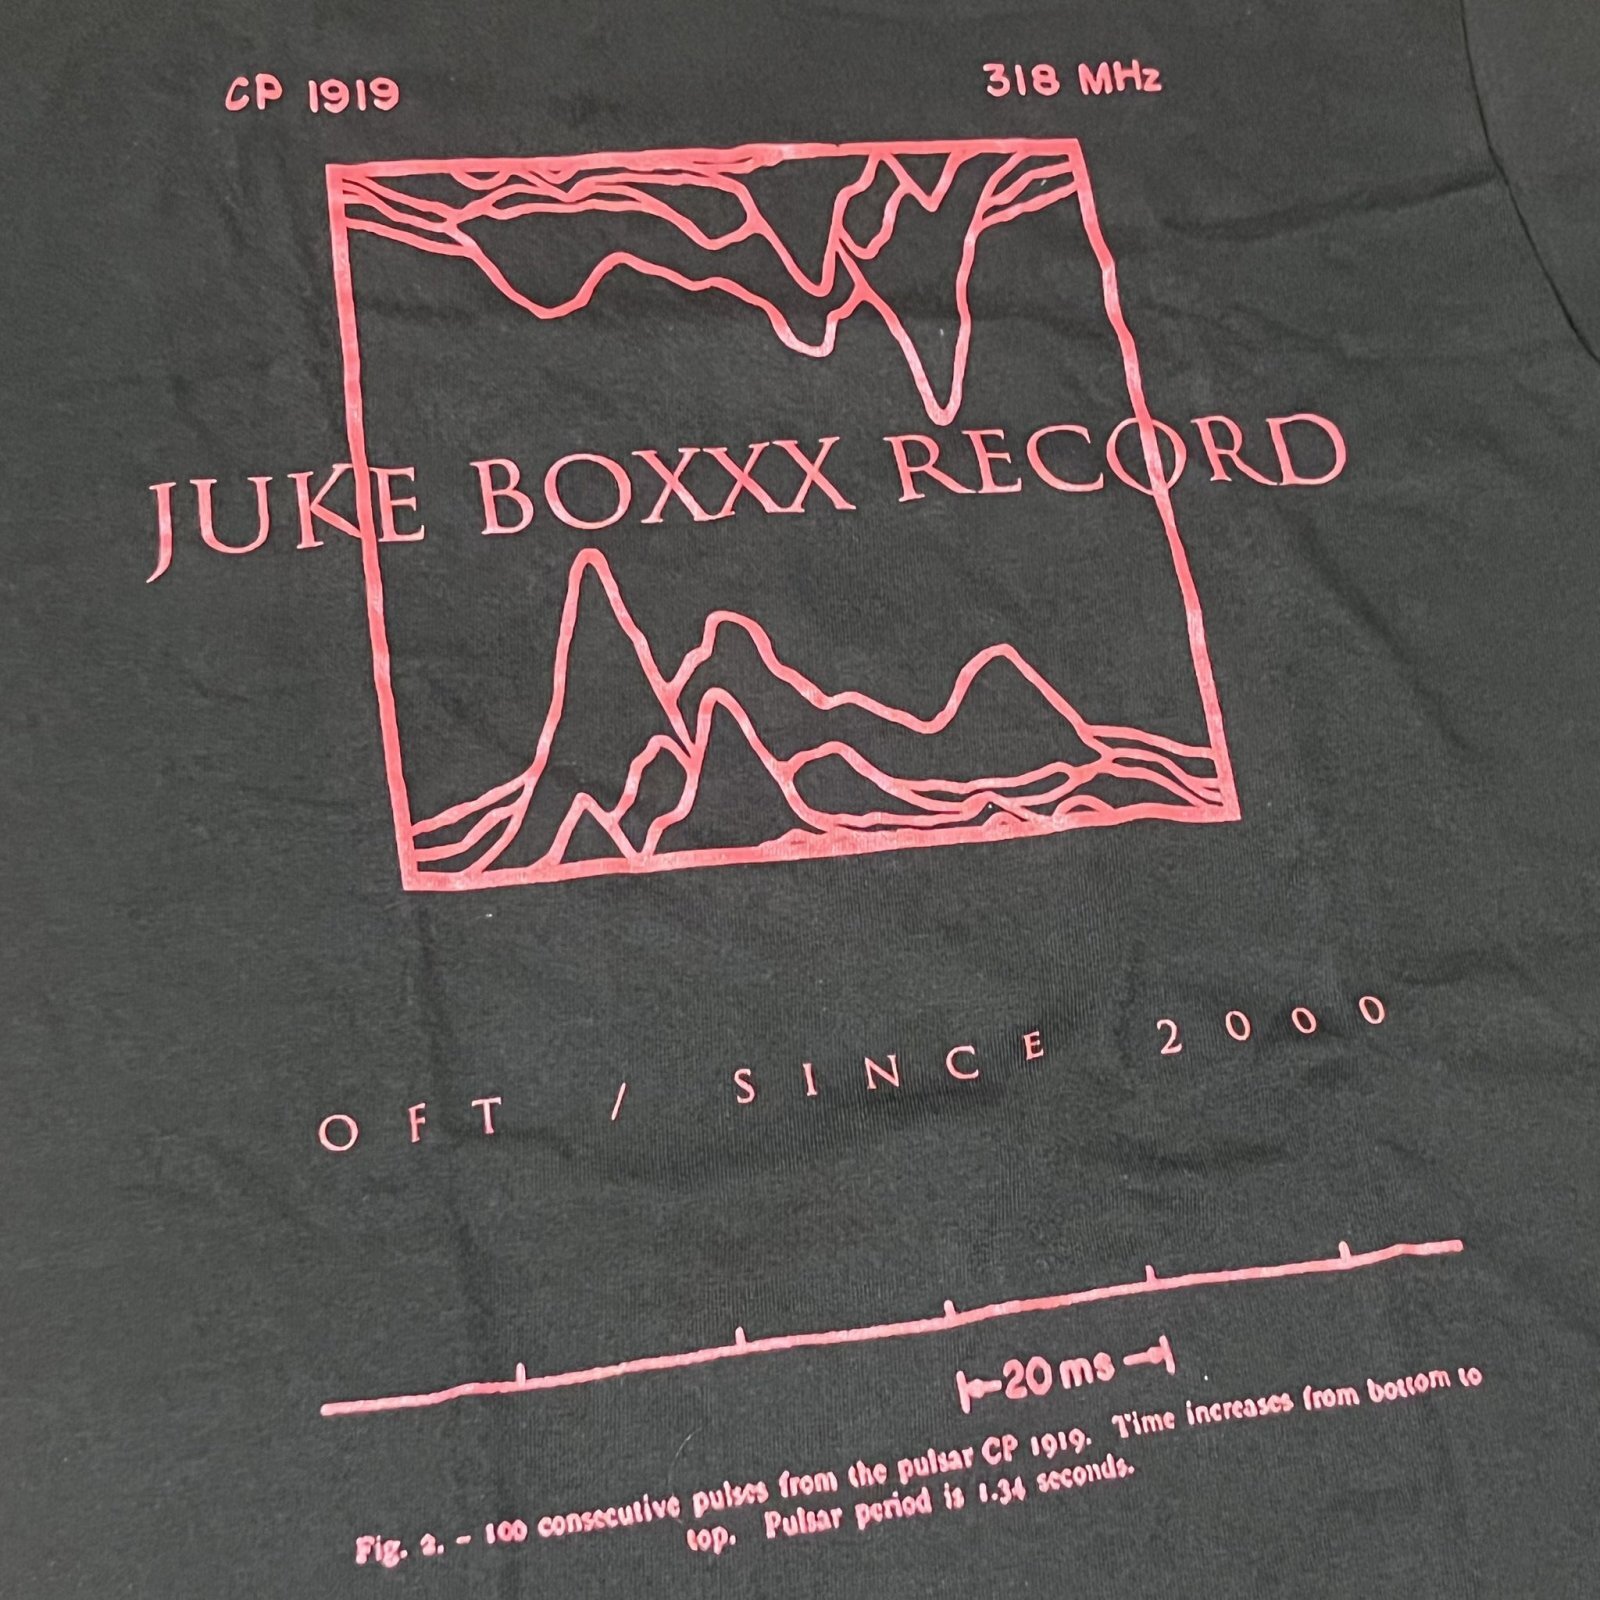 CP 1919 318 MHz
JUKE BOXXX RECORD
OFT / SINCE 2000
20 ms
Fig. 2. - 100 consecutive pulses from the pulsar CP 1919. Time increases from bottom to
top. Pulsar period is 1.34 seconds.